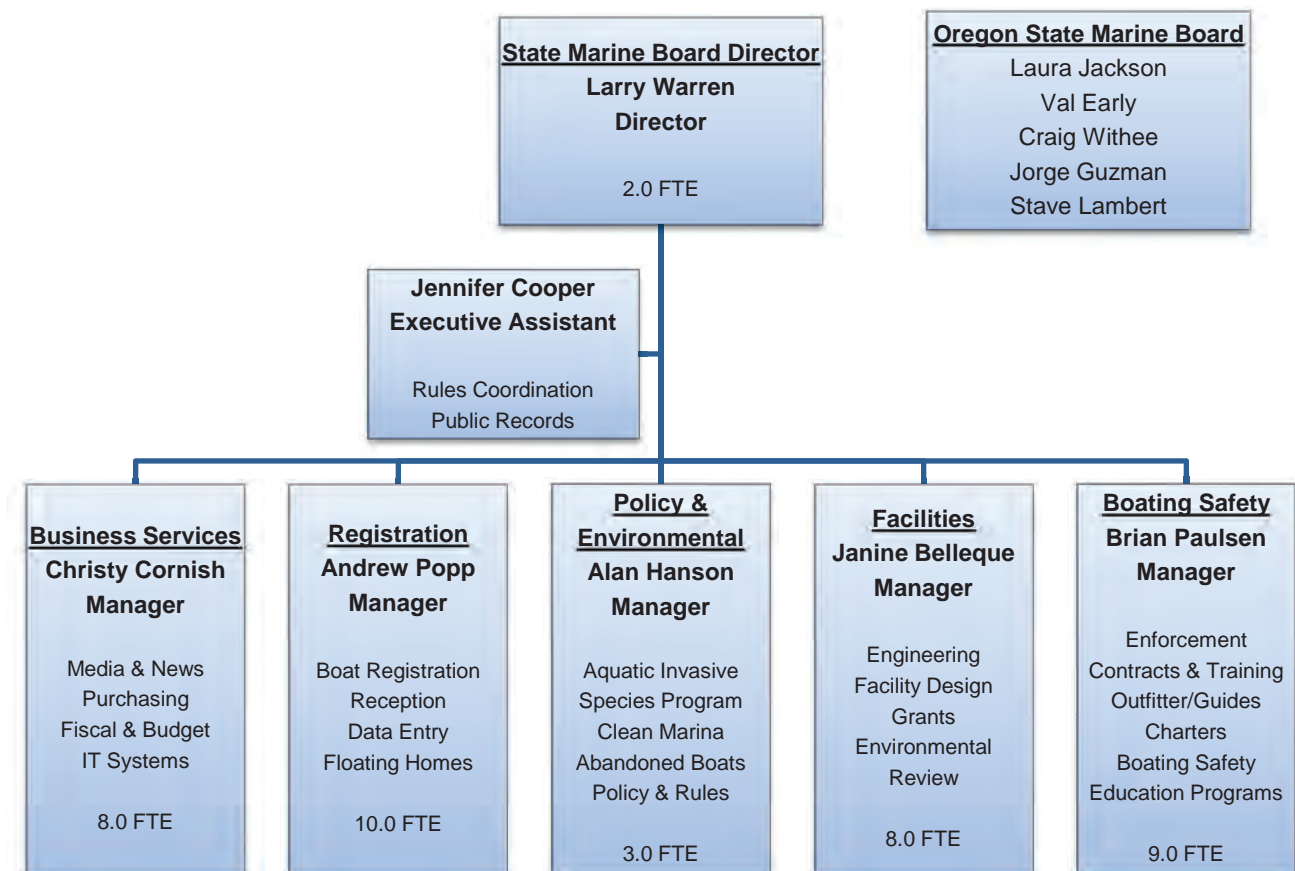 State Marine Board Director
Larry Warren
Director
2.0 FTE
Oregon State Marine Board
Laura Jackson
Val Early
Craig Withee
Jorge Guzman
Stave Lambert
Jennifer Cooper
Executive Assistant
Rules Coordination
Public Records
Business Services
Christy Cornish
Manager
Media & News
Purchasing
Fiscal & Budget
IT Systems
8.0 FTE
Registration
Andrew Popp
Manager
Boat Registration
Reception
Data Entry
Floating Homes
10.0 FTE
Policy &
Environmental
Alan Hanson
Manager
Aquatic Invasive
Species Program
Clean Marina
Abandoned Boats
Policy & Rules
3.0 FTE
Facilities
Janine Belleque
Manager
Engineering
Facility Design
Grants
Environmental
Review
8.0 FTE
Boating Safety
Brian Paulsen
Manager
Enforcement
Contracts & Training
Outfitter/Guides
Charters
Boating Safety
Education Programs
9.0 FTE